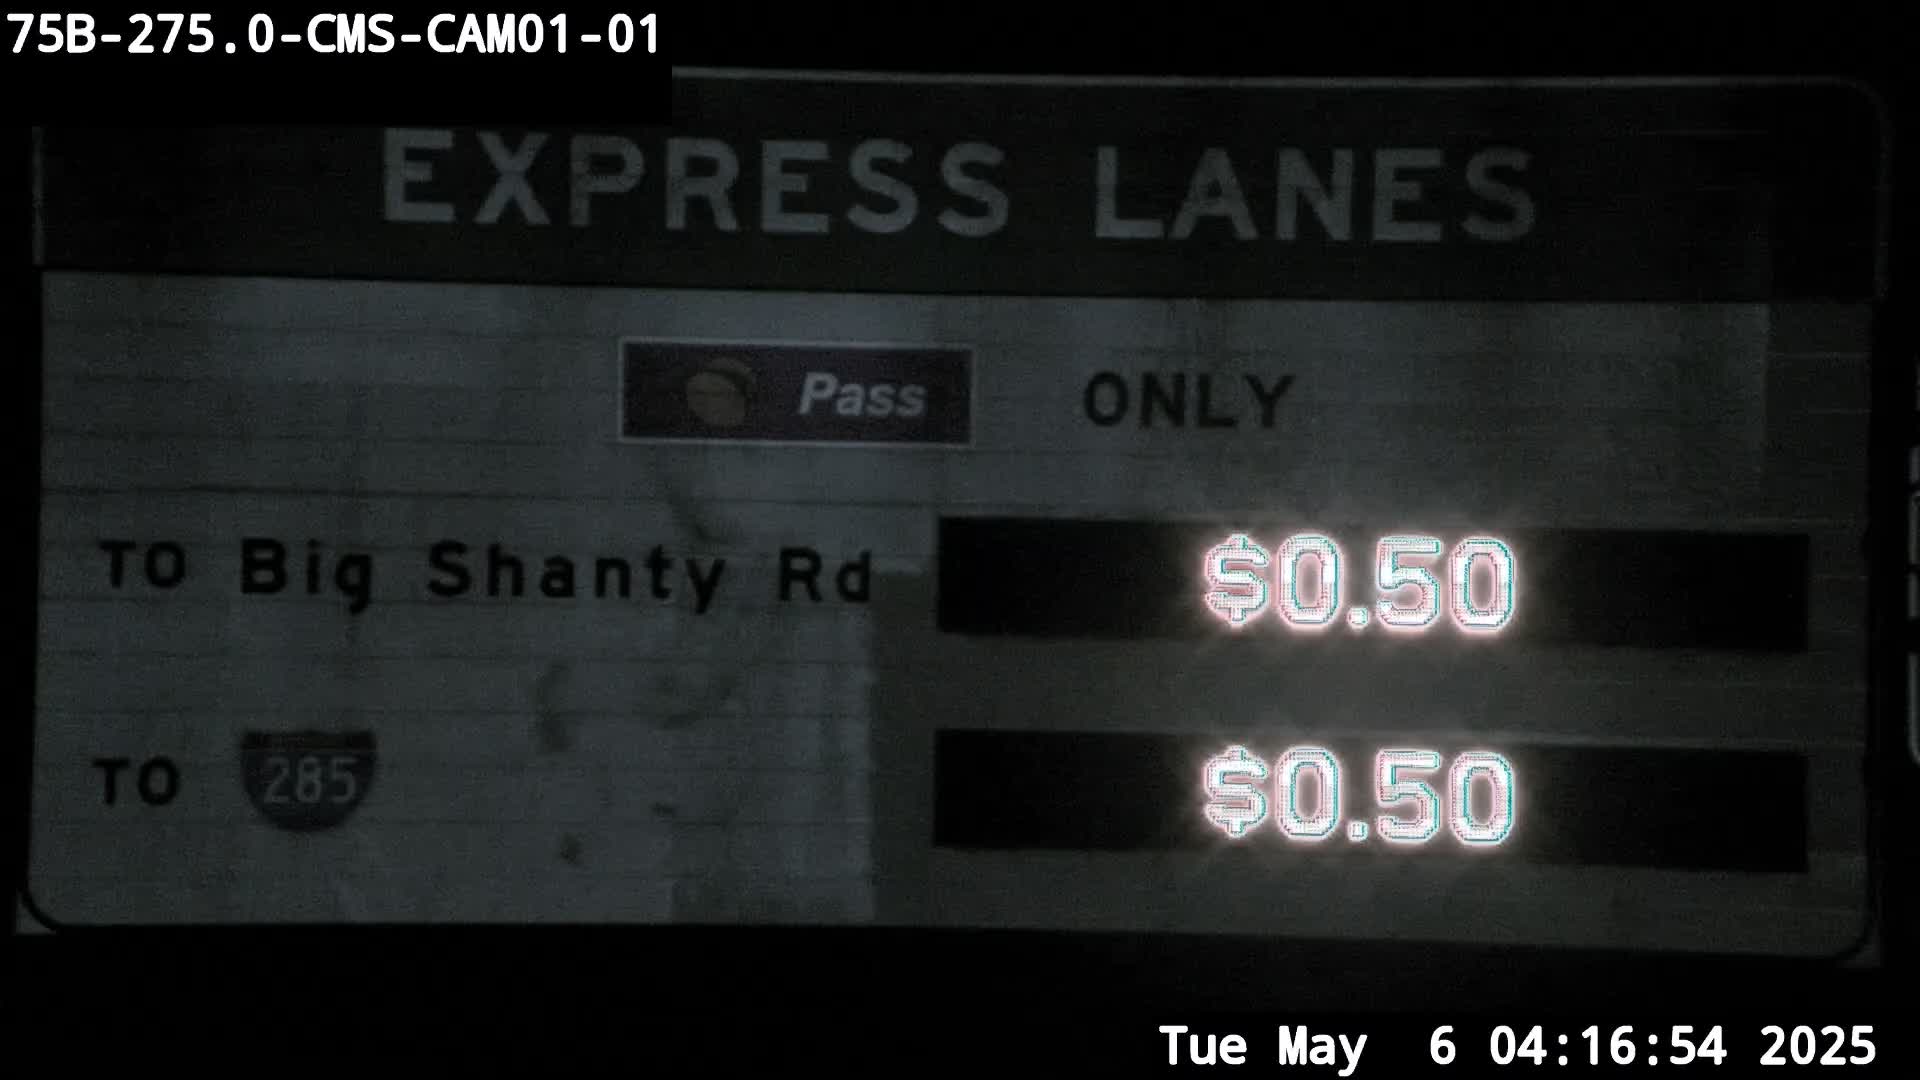 75B-275.0-CMS-CAM01-01
EXPRESS LANES
Pass ONLY
TO Big Shanty Rd $0.50
TO 285 $0.50
Tue May 6 04:16:54 2025